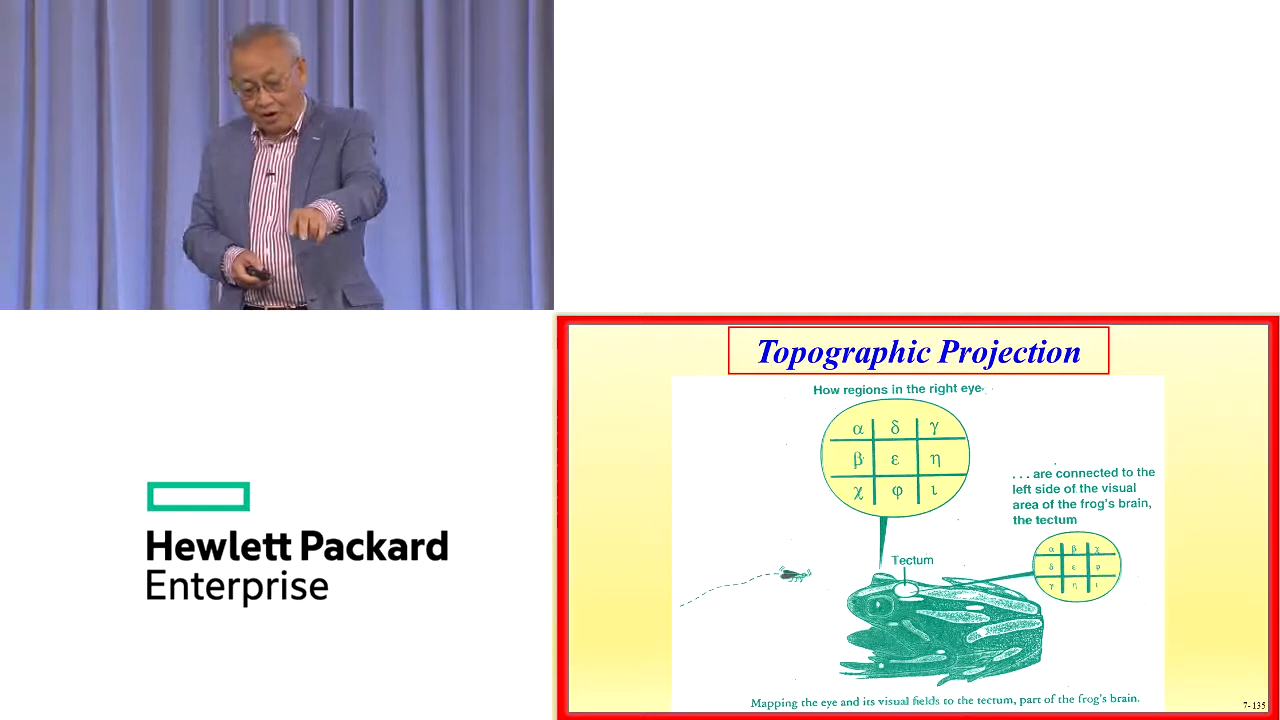 Topographic Projection
How regions in the right eye
α δ γ
β ε η
χ φ ι
. . . are connected to the
left side of the visual
area of the frog's brain,
the tectum
α β χ
δ ε φ
γ η ι
Tectum
Hewlett Packard
Enterprise
Mapping the eye and its visual fields to the tectum, part of the frog's brain.
7-135